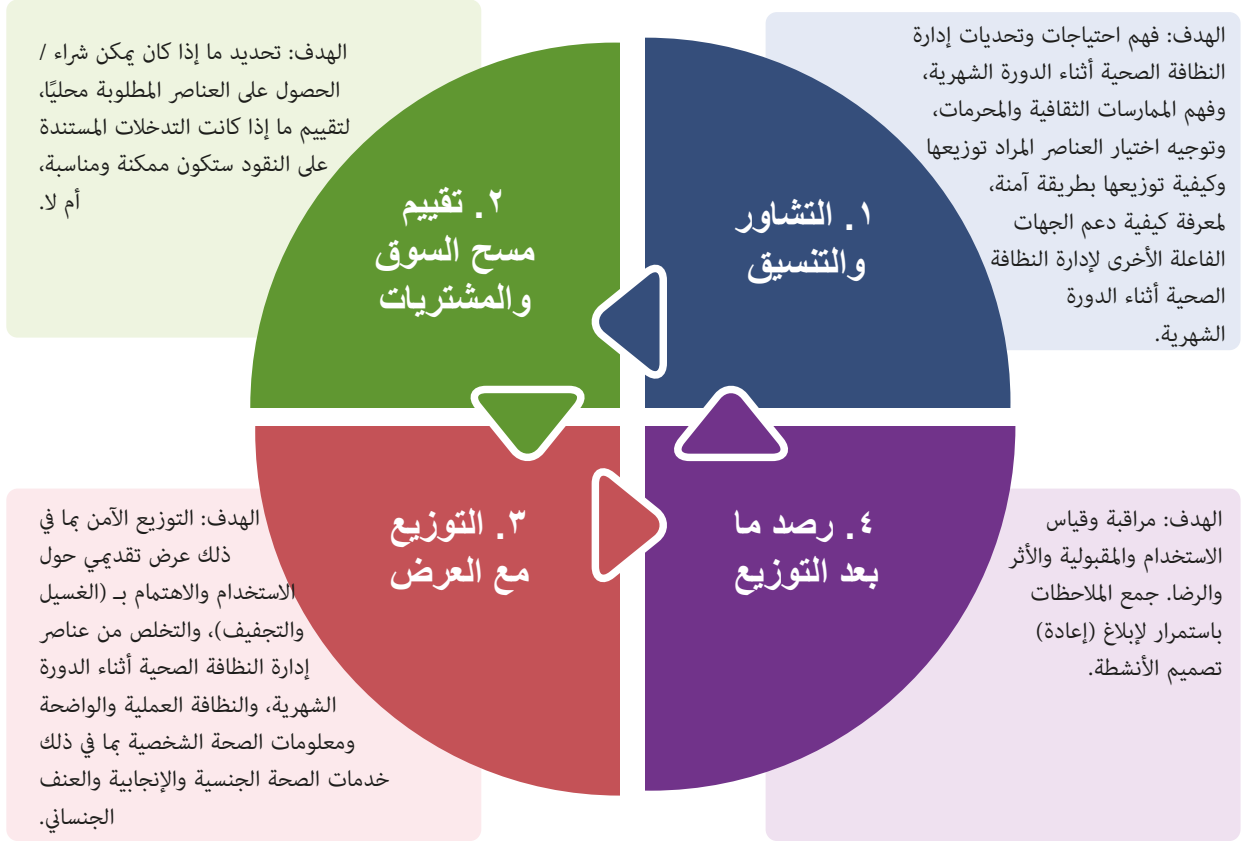 الهدف: فهم احتياجات وتحديات إدارة
النظافة الصحية أثناء الدورة الشهرية،
وفهم الممارسات الثقافية والمحرمات،
وتوجيه اختيار العناصر المراد توزيعها
وكيفية توزيعها بطريقة آمنة،
لمعرفة كيفية دعم الجهات
الفاعلة الأخرى لإدارة النظافة
الصحية أثناء الدورة
الشهرية.
١. التشاور
والتنسيق
الهدف: تحديد ما إذا كان يمكن شراء /
الحصول على العناصر المطلوبة محليًا،
لتقييم ما إذا كانت التدخلات المستندة
على النقود ستكون ممكنة ومناسبة،
أم لا.
٢. تقييم
مسح السوق
والمشتريات
الهدف: التوزيع الآمن بما في
ذلك عرض تقديمي حول
الاستخدام والاهتمام بـ (الغسيل
والتجفيف)، والتخلص من عناصر
إدارة النظافة الصحية أثناء الدورة
الشهرية، والنظافة العملية والواضحة
ومعلومات الصحة الشخصية بما في ذلك
خدمات الصحة الجنسية والإنجابية والعنف
الجنساني.
٣. التوزيع
مع العرض
الهدف: مراقبة وقياس
الاستخدام والمقبولية والأثر
والرضا. جمع الملاحظات
باستمرار لإبلاغ (إعادة)
تصميم الأنشطة.
٤. رصد ما
بعد التوزيع